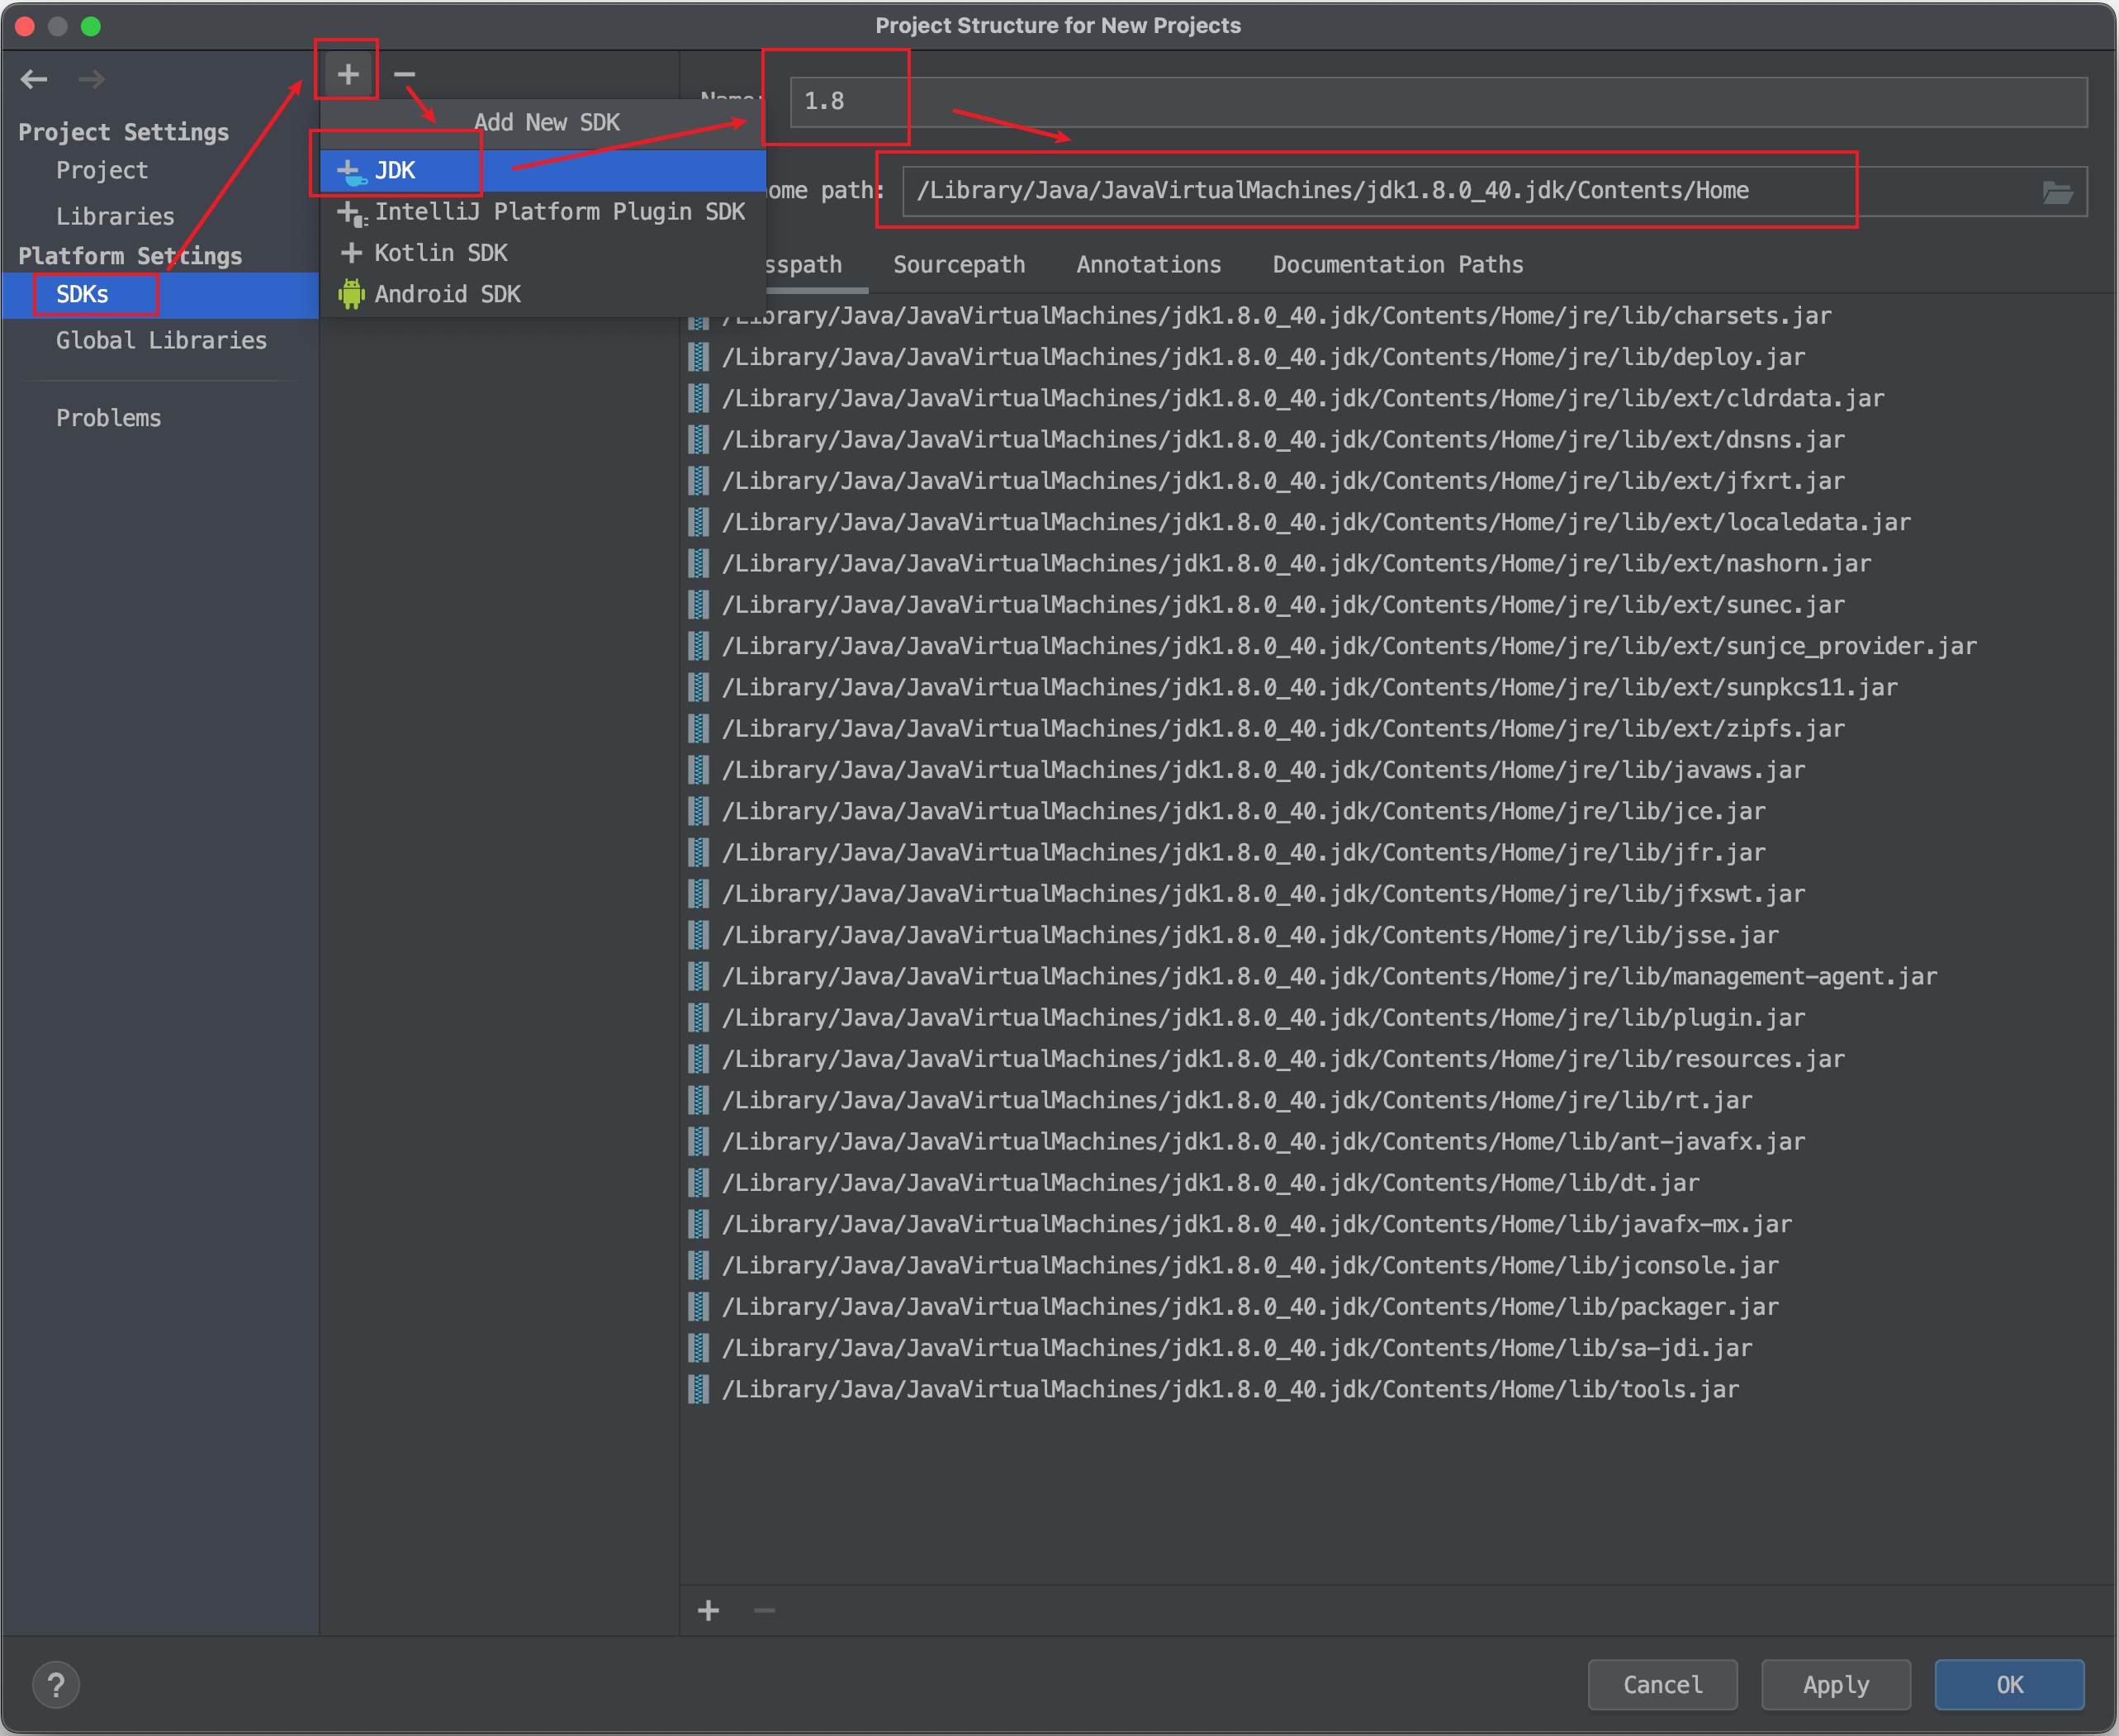 Project Structure for New Projects
Project Settings
Project
Libraries
Platform Settings
SDKs
Global Libraries
Problems
Add New SDK
JDK
IntelliJ Platform Plugin SDK
Kotlin SDK
Android SDK
Name: 1.8
ome path: /Library/Java/JavaVirtualMachines/jdk1.8.0_40.jdk/Contents/Home
sspath Sourcepath Annotations Documentation Paths
/Library/Java/JavaVirtualMachines/jdk1.8.0_40.jdk/Contents/Home/jre/lib/charsets.jar
/Library/Java/JavaVirtualMachines/jdk1.8.0_40.jdk/Contents/Home/jre/lib/deploy.jar
/Library/Java/JavaVirtualMachines/jdk1.8.0_40.jdk/Contents/Home/jre/lib/ext/cldrdata.jar
/Library/Java/JavaVirtualMachines/jdk1.8.0_40.jdk/Contents/Home/jre/lib/ext/dnsns.jar
/Library/Java/JavaVirtualMachines/jdk1.8.0_40.jdk/Contents/Home/jre/lib/ext/jfxrt.jar
/Library/Java/JavaVirtualMachines/jdk1.8.0_40.jdk/Contents/Home/jre/lib/ext/localedata.jar
/Library/Java/JavaVirtualMachines/jdk1.8.0_40.jdk/Contents/Home/jre/lib/ext/nashorn.jar
/Library/Java/JavaVirtualMachines/jdk1.8.0_40.jdk/Contents/Home/jre/lib/ext/sunec.jar
/Library/Java/JavaVirtualMachines/jdk1.8.0_40.jdk/Contents/Home/jre/lib/ext/sunjce_provider.jar
/Library/Java/JavaVirtualMachines/jdk1.8.0_40.jdk/Contents/Home/jre/lib/ext/sunpkcs11.jar
/Library/Java/JavaVirtualMachines/jdk1.8.0_40.jdk/Contents/Home/jre/lib/ext/zipfs.jar
/Library/Java/JavaVirtualMachines/jdk1.8.0_40.jdk/Contents/Home/jre/lib/javaws.jar
/Library/Java/JavaVirtualMachines/jdk1.8.0_40.jdk/Contents/Home/jre/lib/jce.jar
/Library/Java/JavaVirtualMachines/jdk1.8.0_40.jdk/Contents/Home/jre/lib/jfr.jar
/Library/Java/JavaVirtualMachines/jdk1.8.0_40.jdk/Contents/Home/jre/lib/jfxswt.jar
/Library/Java/JavaVirtualMachines/jdk1.8.0_40.jdk/Contents/Home/jre/lib/jsse.jar
/Library/Java/JavaVirtualMachines/jdk1.8.0_40.jdk/Contents/Home/jre/lib/management-agent.jar
/Library/Java/JavaVirtualMachines/jdk1.8.0_40.jdk/Contents/Home/jre/lib/plugin.jar
/Library/Java/JavaVirtualMachines/jdk1.8.0_40.jdk/Contents/Home/jre/lib/resources.jar
/Library/Java/JavaVirtualMachines/jdk1.8.0_40.jdk/Contents/Home/jre/lib/rt.jar
/Library/Java/JavaVirtualMachines/jdk1.8.0_40.jdk/Contents/Home/lib/ant-javafx.jar
/Library/Java/JavaVirtualMachines/jdk1.8.0_40.jdk/Contents/Home/lib/dt.jar
/Library/Java/JavaVirtualMachines/jdk1.8.0_40.jdk/Contents/Home/lib/javafx-mx.jar
/Library/Java/JavaVirtualMachines/jdk1.8.0_40.jdk/Contents/Home/lib/jconsole.jar
/Library/Java/JavaVirtualMachines/jdk1.8.0_40.jdk/Contents/Home/lib/packager.jar
/Library/Java/JavaVirtualMachines/jdk1.8.0_40.jdk/Contents/Home/lib/sa-jdi.jar
/Library/Java/JavaVirtualMachines/jdk1.8.0_40.jdk/Contents/Home/lib/tools.jar
? Cancel Apply OK